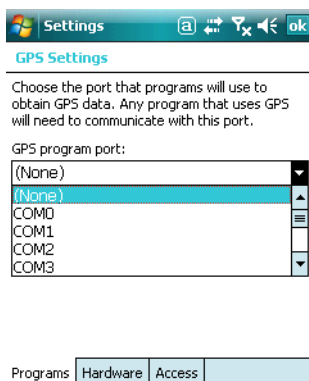 Settings a ok
GPS Settings
Choose the port that programs will use to
obtain GPS data. Any program that uses GPS
will need to communicate with this port.
GPS program port:
(None)
(None)
COM0
COM1
COM2
COM3
Programs Hardware Access